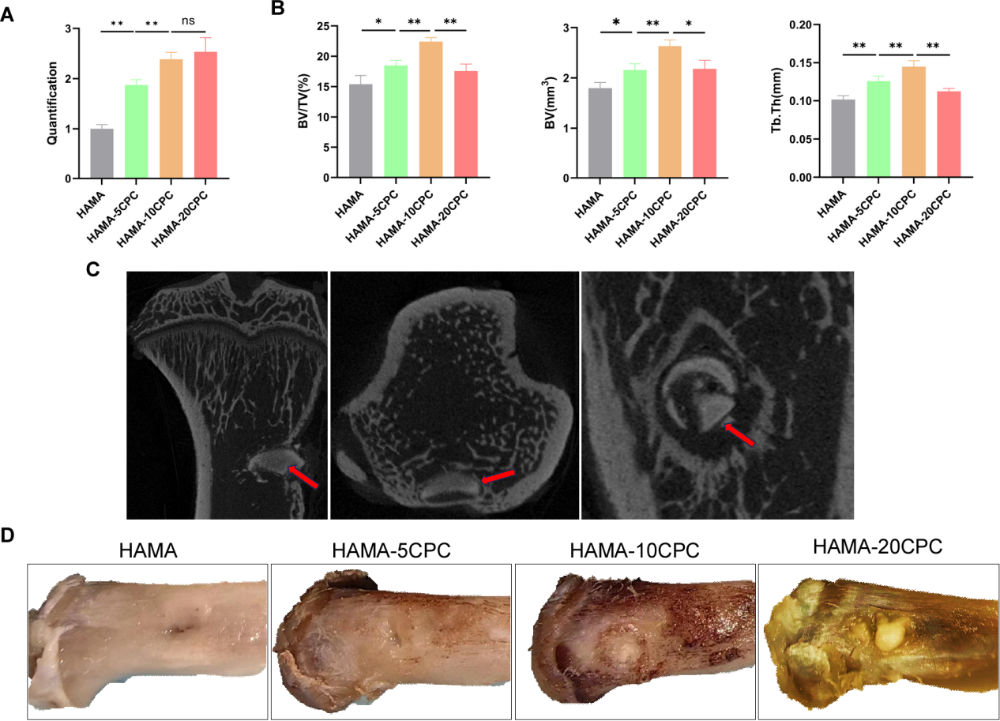 A
Quantification
3
2
1
0
** ** ns
HAMA
HAMA-5CPC
HAMA-10CPC
HAMA-20CPC
B
BV/TV(%)
25
20
15
10
5
0
* ** **
HAMA
HAMA-5CPC
HAMA-10CPC
HAMA-20CPC
BV(mm³)
3
2
1
0
* ** *
HAMA
HAMA-5CPC
HAMA-10CPC
HAMA-20CPC
Tb.Th(mm)
0.20
0.15
0.10
0.05
0.00
** ** **
HAMA
HAMA-5CPC
HAMA-10CPC
HAMA-20CPC
C
D
HAMA
HAMA-5CPC
HAMA-10CPC
HAMA-20CPC